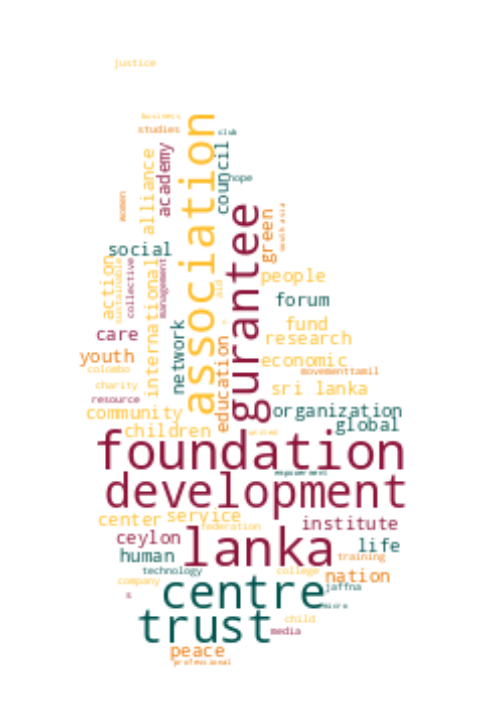 justice
business
studies
club
association
academy
council
hope
alliance
women
south asia
green
gurantee
social
collective
management
action
sustainable
international
people
aid
forum
care
network
fund
research
education
youth
economic
colombo
movementtamil
charity
sri lanka
resource
community
organization
children
global
united
foundation
empowerment
development
center
service
federation
institute
ceylon
lanka
life
human
training
technology
college
nation
company
centre
jaffna
s
micro
trust
child
media
peace
professional